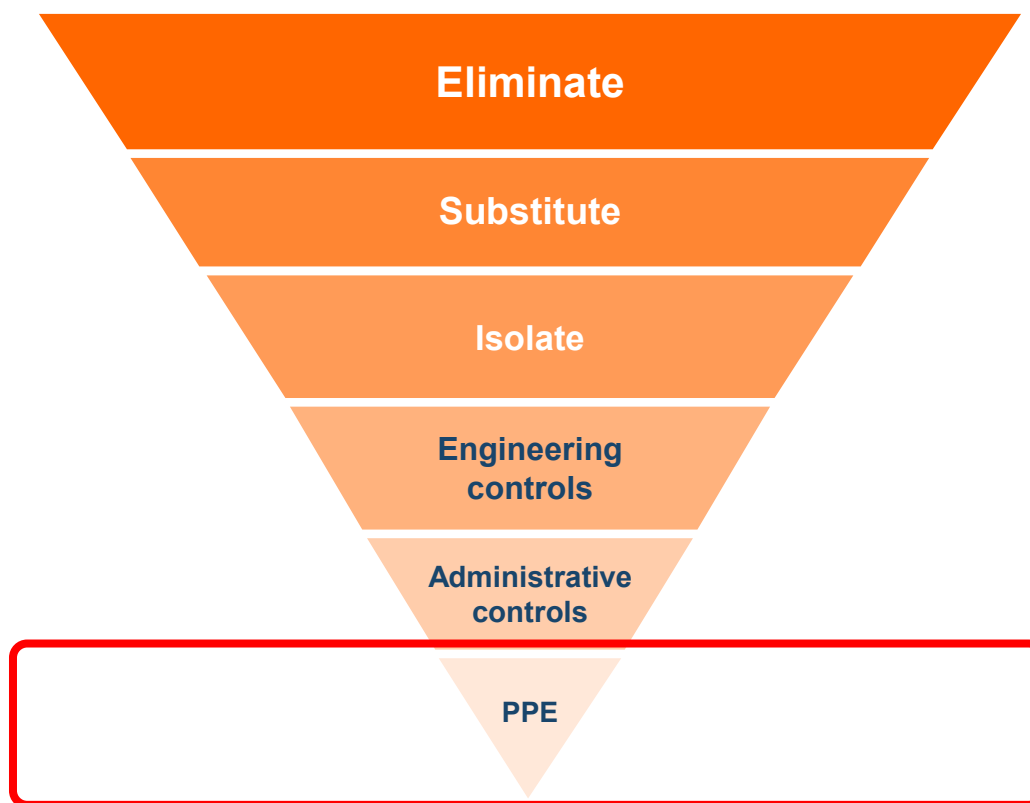 Eliminate
Substitute
Isolate
Engineering
controls
Administrative
controls
PPE